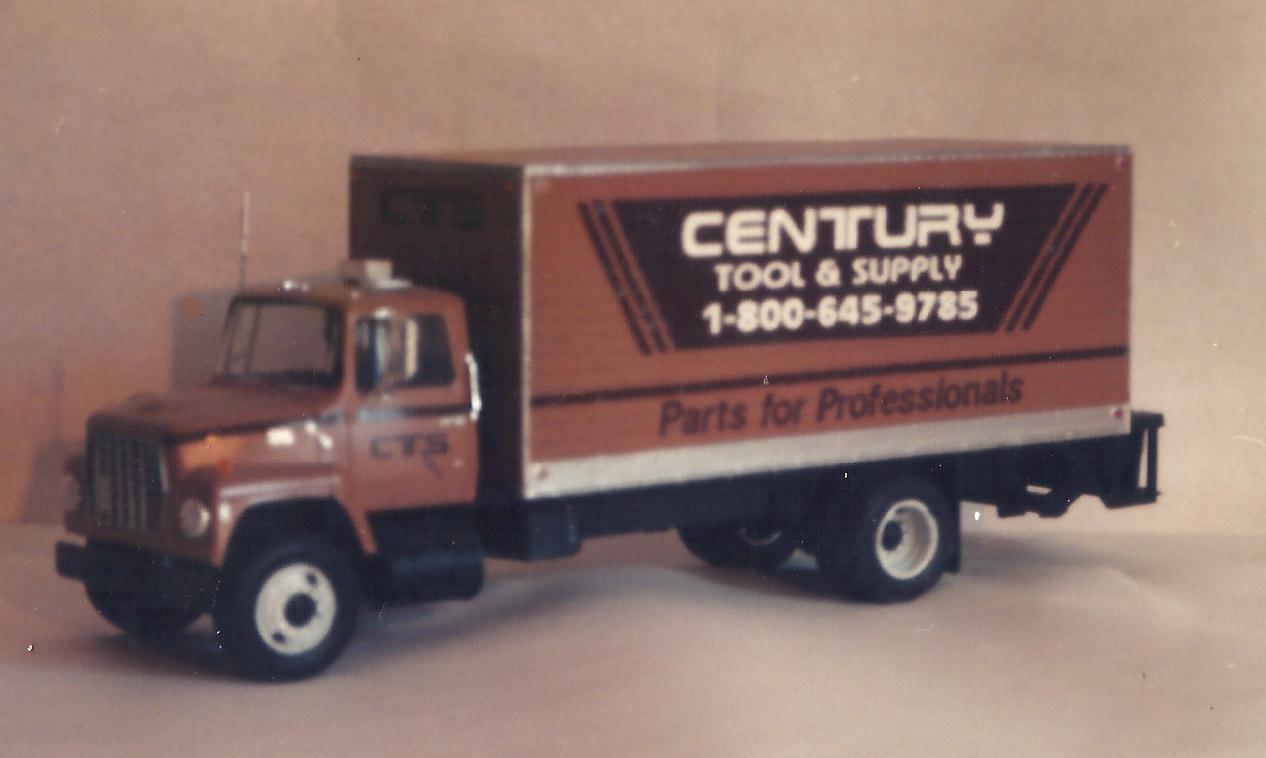 CTS
CENTURY
TOOL & SUPPLY
1-800-645-9785
Parts for Professionals
CTS